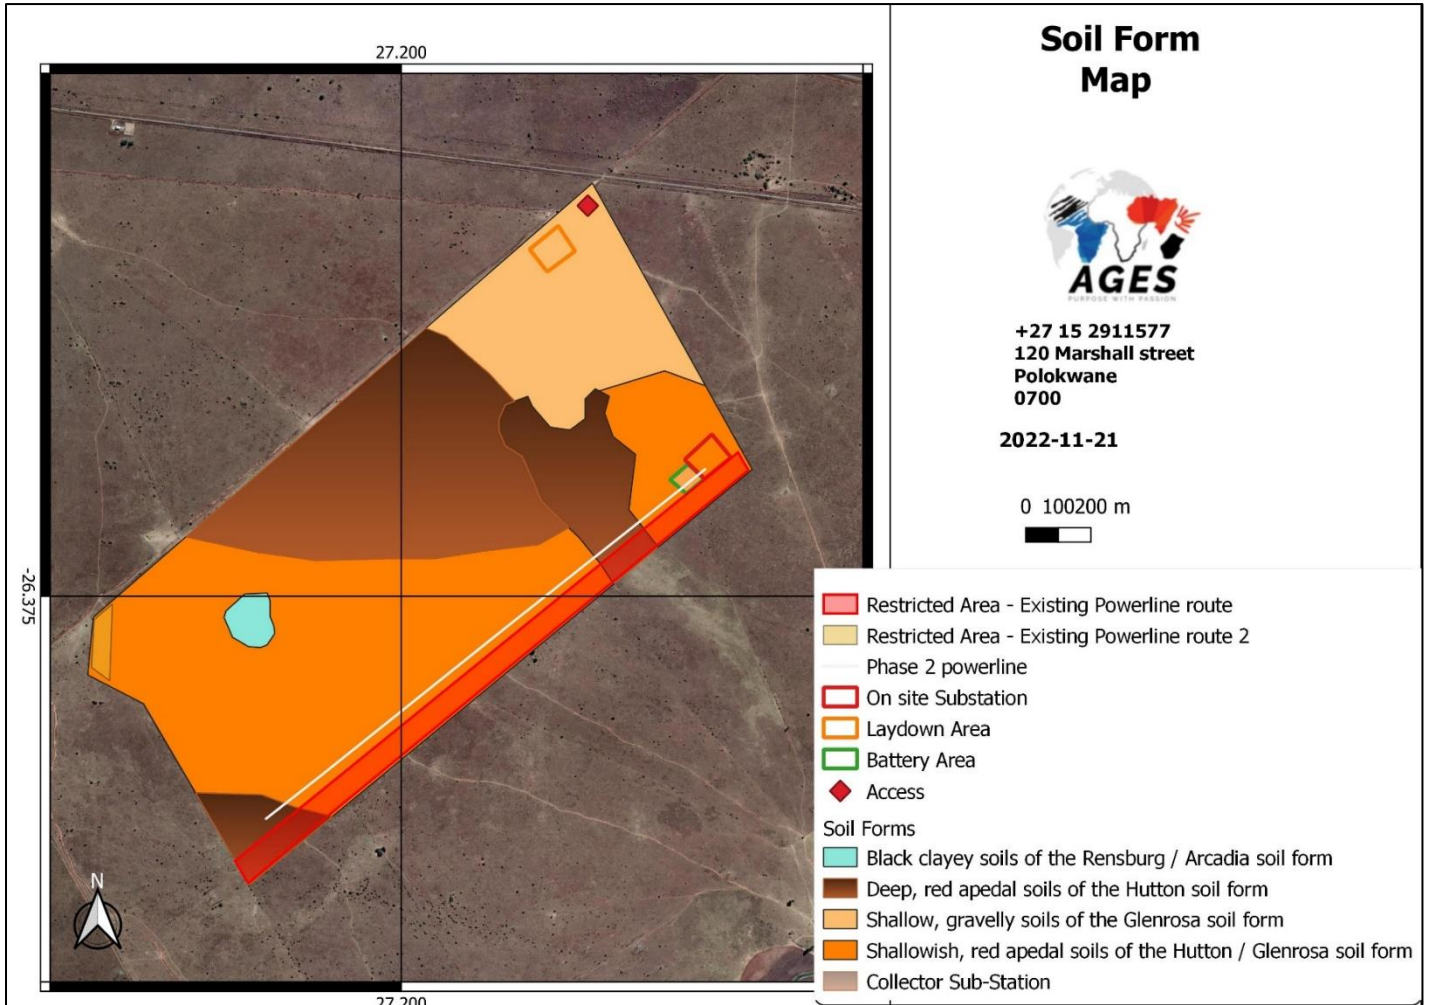 Soil Form
Map
27.200
AGES
PURPOSE WITH PASSION
+27 15 2911577
120 Marshall street
Polokwane
0700
2022-11-21
0 100200 m
-26.375
Restricted Area - Existing Powerline route
Restricted Area - Existing Powerline route 2
Phase 2 powerline
On site Substation
Laydown Area
Battery Area
Access
Soil Forms
Black clayey soils of the Rensburg / Arcadia soil form
Deep, red apedal soils of the Hutton soil form
Shallow, gravelly soils of the Glenrosa soil form
Shallowish, red apedal soils of the Hutton / Glenrosa soil form
Collector Sub-Station
N
27.200